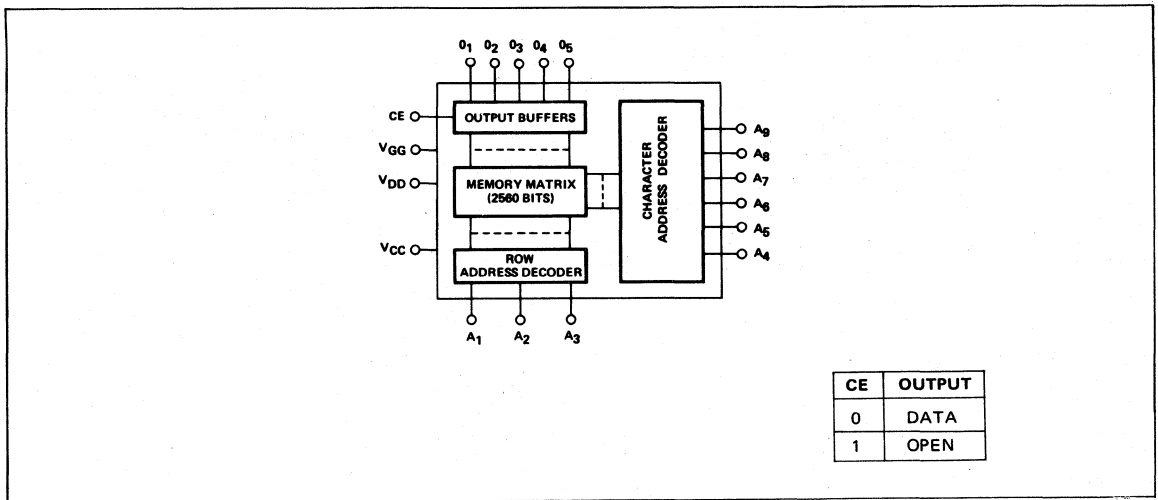 O1 O2 O3 O4 O5
CE
OUTPUT BUFFERS
VGG
VDD
MEMORY MATRIX
(2560 BITS)
VCC
ROW
ADDRESS DECODER
CHARACTER
ADDRESS DECODER
A9
A8
A7
A6
A5
A4
A1 A2 A3
CE OUTPUT
0 DATA
1 OPEN